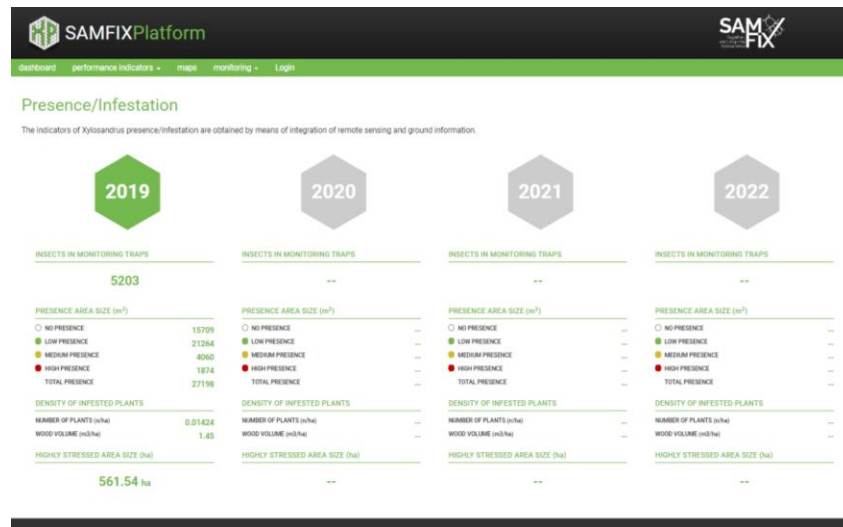 SAMFIXPlatform
SAM
FIX
dashboard performance indicators maps monitoring Login
Presence/Infestation
The indicators of Xylosandrus presence/infestation are obtained by means of integration of remote sensing and ground information.
2019 2020 2021 2022
INSECTS IN MONITORING TRAPS INSECTS IN MONITORING TRAPS INSECTS IN MONITORING TRAPS INSECTS IN MONITORING TRAPS
5203 -- -- --
PRESENCE AREA SIZE (m²) PRESENCE AREA SIZE (m²) PRESENCE AREA SIZE (m²) PRESENCE AREA SIZE (m²)
NO PRESENCE 15709 NO PRESENCE -- NO PRESENCE -- NO PRESENCE --
LOW PRESENCE 21264 LOW PRESENCE -- LOW PRESENCE -- LOW PRESENCE --
MEDIUM PRESENCE 4060 MEDIUM PRESENCE -- MEDIUM PRESENCE -- MEDIUM PRESENCE --
HIGH PRESENCE 1874 HIGH PRESENCE -- HIGH PRESENCE -- HIGH PRESENCE --
TOTAL PRESENCE 27198 TOTAL PRESENCE -- TOTAL PRESENCE -- TOTAL PRESENCE --
DENSITY OF INFESTED PLANTS DENSITY OF INFESTED PLANTS DENSITY OF INFESTED PLANTS DENSITY OF INFESTED PLANTS
NUMBER OF PLANTS (n/ha) 0.01424 NUMBER OF PLANTS (n/ha) -- NUMBER OF PLANTS (n/ha) -- NUMBER OF PLANTS (n/ha) --
WOOD VOLUME (m3/ha) 1.45 WOOD VOLUME (m3/ha) -- WOOD VOLUME (m3/ha) -- WOOD VOLUME (m3/ha) --
HIGHLY STRESSED AREA SIZE (ha) HIGHLY STRESSED AREA SIZE (ha) HIGHLY STRESSED AREA SIZE (ha) HIGHLY STRESSED AREA SIZE (ha)
561.54 ha -- -- --